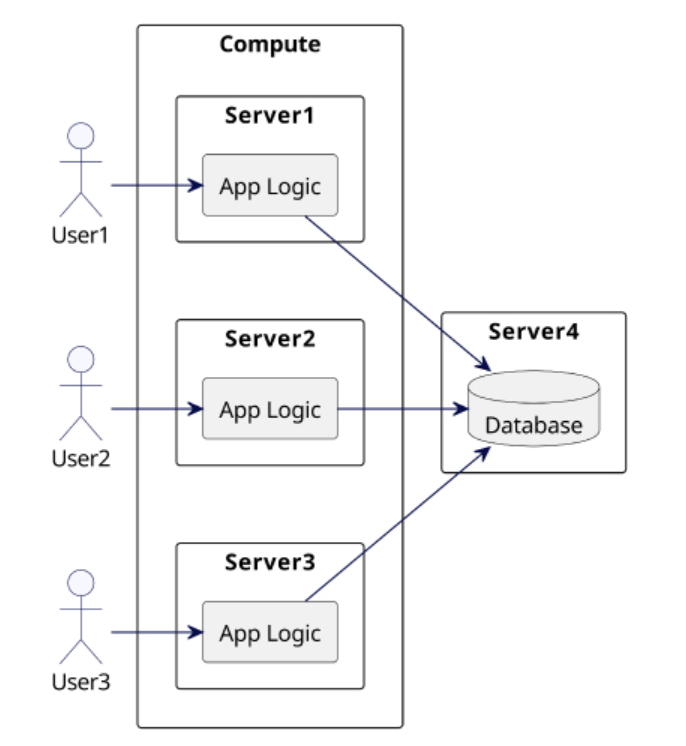 Compute
Server1
App Logic
User1
Server2
App Logic
User2
Server4
Database
Server3
App Logic
User3